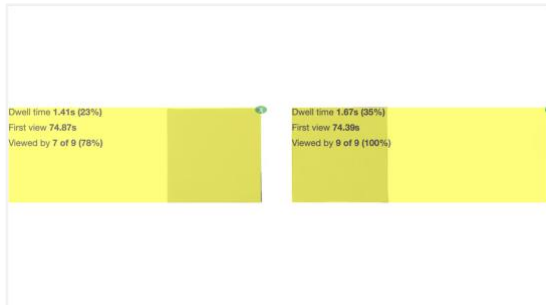 Dwell time 1.41s (23%)
First view 74.87s
Viewed by 7 of 9 (78%)
Dwell time 1.67s (35%)
First view 74.39s
Viewed by 9 of 9 (100%)